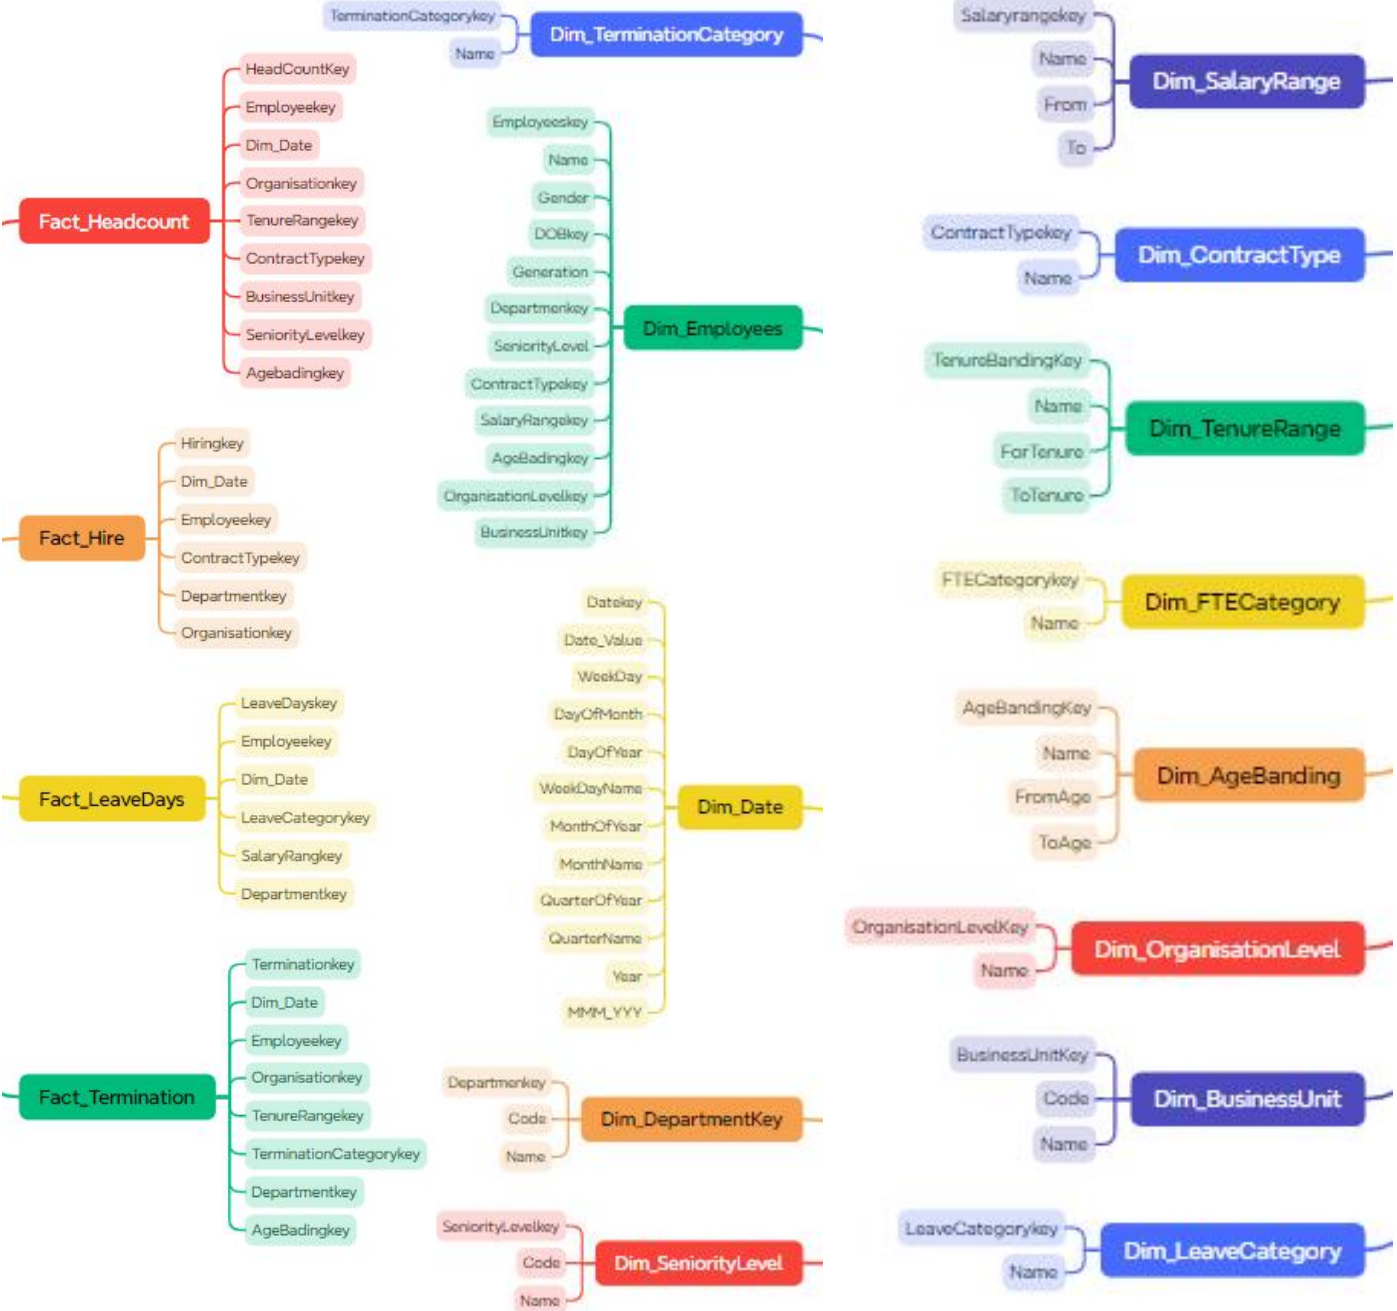 Fact_Headcount
HeadCountKey
Employeekey
Dim_Date
Organisationkey
TenureRangekey
ContractTypekey
BusinessUnitkey
SeniorityLevelkey
Agebadingkey
Fact_Hire
Hiringkey
Dim_Date
Employeekey
ContractTypekey
Departmentkey
Organisationkey
Fact_LeaveDays
LeaveDayskey
Employeekey
Dim_Date
LeaveCategorykey
SalaryRangkey
Departmentkey
Fact_Termination
Terminationkey
Dim_Date
Employeekey
Organisationkey
TenureRangekey
TerminationCategorykey
Departmentkey
AgeBadingkey
TerminationCategorykey
Name
Dim_TerminationCategory
Employeeskey
Name
Gender
DOBkey
Generation
Departmenkey
SeniorityLevel
ContractTypekey
SalaryRangekey
AgeBadingkey
OrganisationLevelkey
BusinessUnitkey
Dim_Employees
Datekey
Date_Value
WeekDay
DayOfMonth
DayOfYear
WeekDayName
MonthOfYear
MonthName
QuarterOfYear
QuarterName
Year
MMM_YYY
Dim_Date
Departmenkey
Code
Name
Dim_DepartmentKey
SeniorityLevelkey
Code
Name
Dim_SeniorityLevel
Salaryrangekey
Name
From
To
Dim_SalaryRange
ContractTypekey
Name
Dim_ContractType
TenureBandingKey
Name
ForTenure
ToTenure
Dim_TenureRange
FTECategorykey
Name
Dim_FTECategory
AgeBandingKey
Name
FromAge
ToAge
Dim_AgeBanding
OrganisationLevelKey
Name
Dim_OrganisationLevel
BusinessUnitKey
Code
Name
Dim_BusinessUnit
LeaveCategorykey
Name
Dim_LeaveCategory